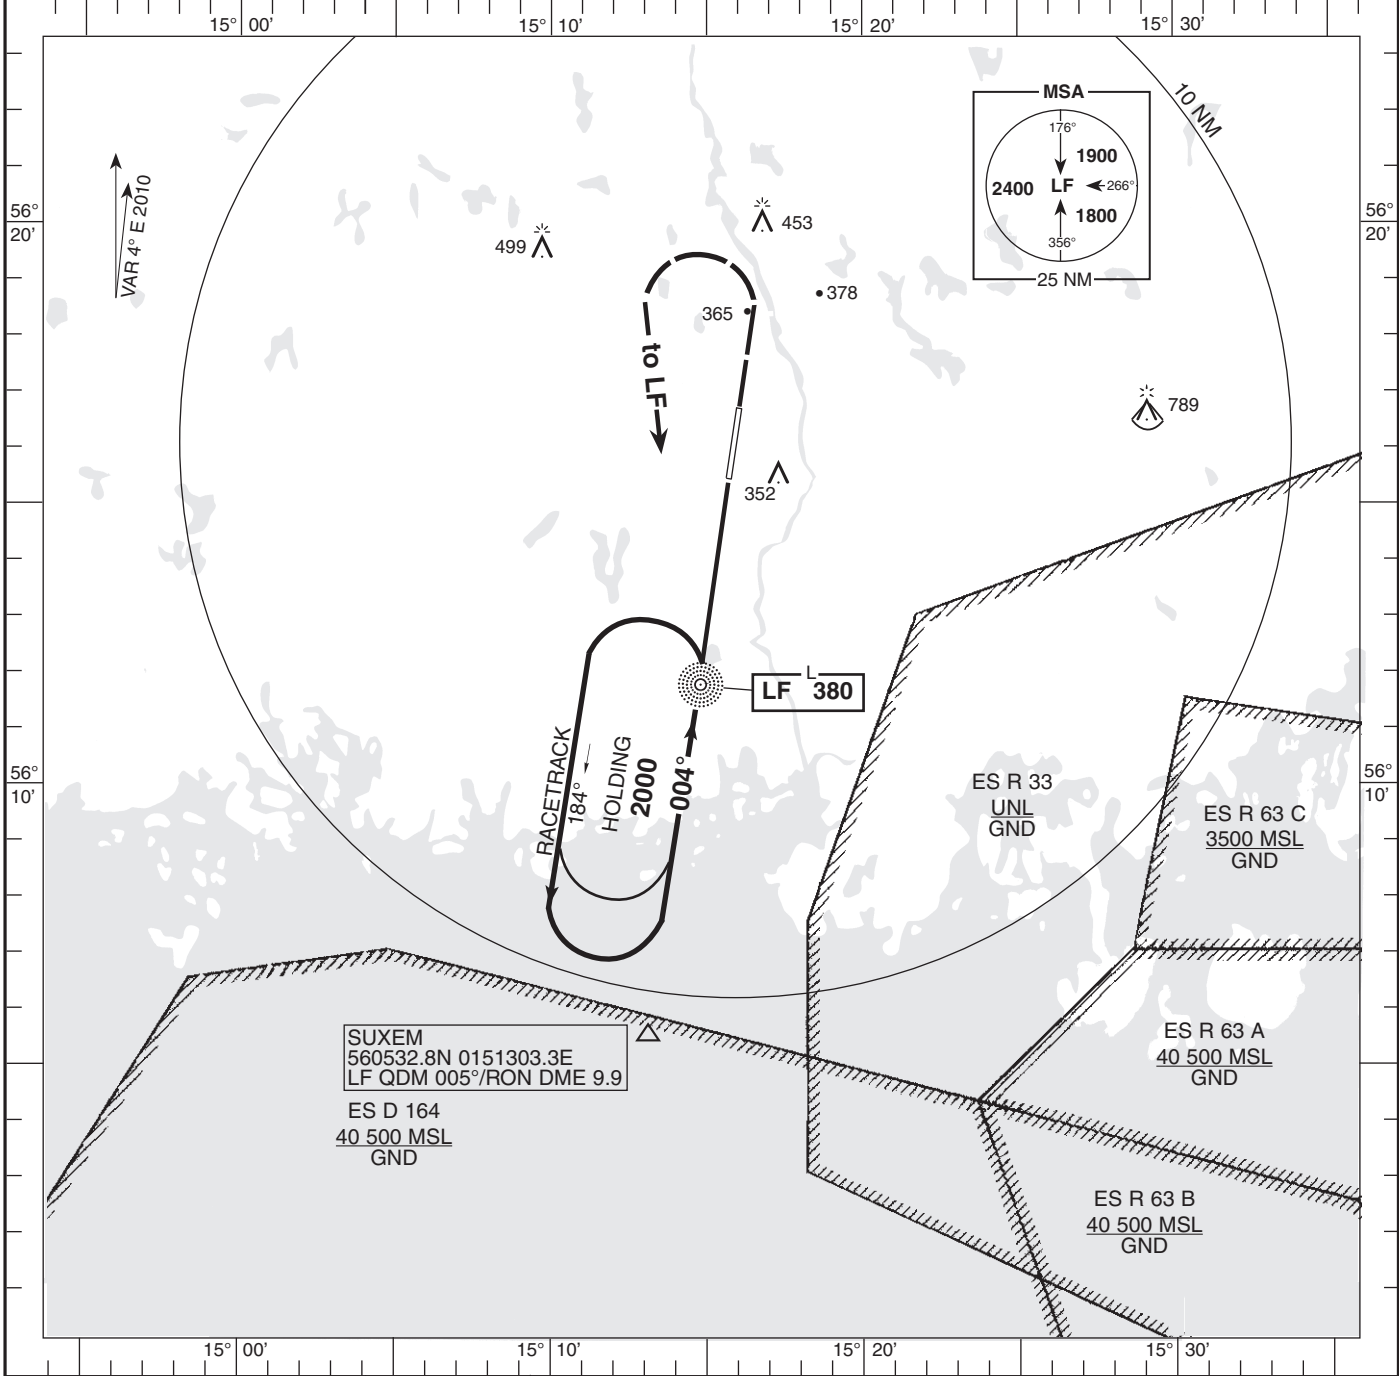 15° 00’
15° 10’
15° 20’
15° 30’
MSA
176°
1900
2400 LF 266°
1800
356°
25 NM
10 NM
VAR 4° E 2010
56°
20’
56°
20’
499
453
378
365
to LF
789
352
L
LF 380
RACETRACK
184°
HOLDING
2000
004°
56°
10’
56°
10’
ES R 33
UNL
GND
ES R 63 C
3500 MSL
GND
SUXEM
560532.8N 0151303.3E
LF QDM 005°/RON DME 9.9
ES D 164
40 500 MSL
GND
ES R 63 A
40 500 MSL
GND
ES R 63 B
40 500 MSL
GND
15° 00’
15° 10’
15° 20’
15° 30’